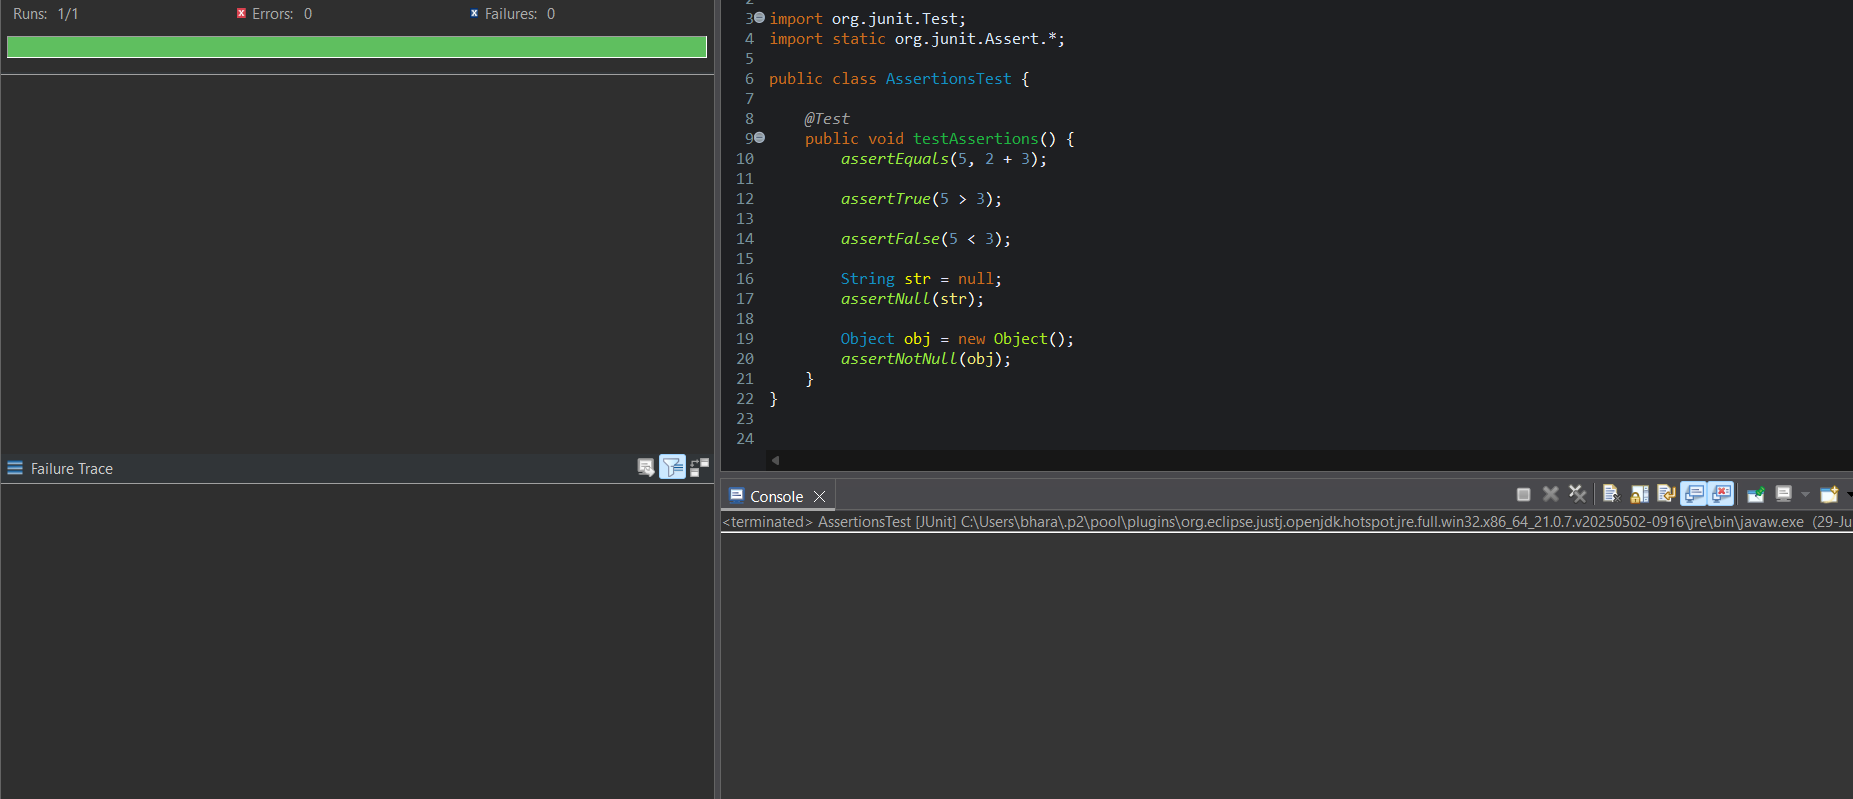 Runs: 1/1 Errors: 0 Failures: 0
Failure Trace
3 import org.junit.Test;
4 import static org.junit.Assert.*;
5
6 public class AssertionsTest {
7
8 @Test
9 public void testAssertions() {
10 assertEquals(5, 2 + 3);
11
12 assertTrue(5 > 3);
13
14 assertFalse(5 < 3);
15
16 String str = null;
17 assertNull(str);
18
19 Object obj = new Object();
20 assertNotNull(obj);
21 }
22 }
23
24
Console
<terminated> AssertionsTest [JUnit] C:\Users\bhara\.p2\pool\plugins\org.eclipse.justj.openjdk.hotspot.jre.full.win32.x86_64_21.0.7.v20250502-0916\jre\bin\javaw.exe (29-Ju